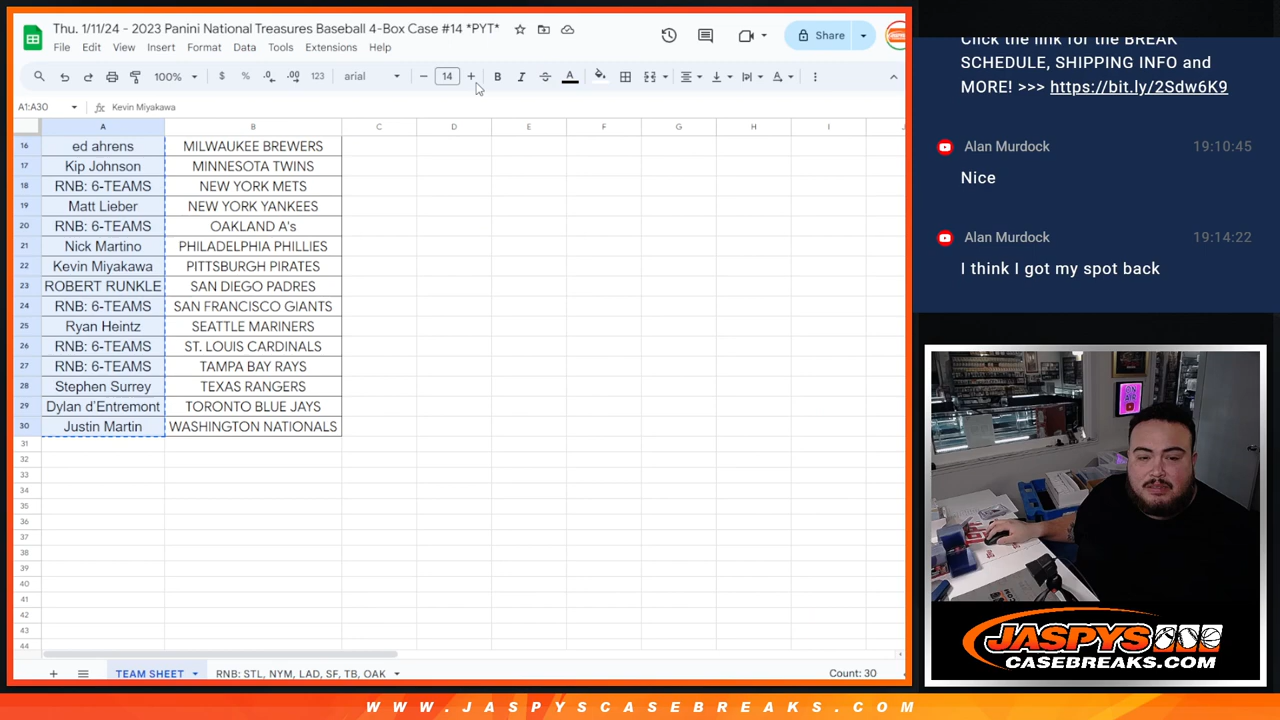 Thu. 1/11/24 - 2023 Panini National Treasures Baseball 4-Box Case #14 *PYT*
File Edit View Insert Format Data Tools Extensions Help
Share
100% $ % .0 .00 123 arial 14 B I A
A1:A30 fx Kevin Miyakawa
A B C D E F G H I
16 ed ahrens MILWAUKEE BREWERS
17 Kip Johnson MINNESOTA TWINS
18 RNB: 6-TEAMS NEW YORK METS
19 Matt Lieber NEW YORK YANKEES
20 RNB: 6-TEAMS OAKLAND A's
21 Nick Martino PHILADELPHIA PHILLIES
22 Kevin Miyakawa PITTSBURGH PIRATES
23 ROBERT RUNKLE SAN DIEGO PADRES
24 RNB: 6-TEAMS SAN FRANCISCO GIANTS
25 Ryan Heintz SEATTLE MARINERS
26 RNB: 6-TEAMS ST. LOUIS CARDINALS
27 RNB: 6-TEAMS TAMPA BAY RAYS
28 Stephen Surrey TEXAS RANGERS
29 Dylan d'Entremont TORONTO BLUE JAYS
30 Justin Martin WASHINGTON NATIONALS
31
32
33
34
35
36
37
38
39
40
41
42
43
44
TEAM SHEET RNB: STL, NYM, LAD, SF, TB, OAK Count: 30
Click the link for the BREAK
SCHEDULE, SHIPPING INFO and
MORE! >>> https://bit.ly/2Sdw6K9
Alan Murdock 19:10:45
Nice
Alan Murdock 19:14:22
I think I got my spot back
ON AIR
JASPYS
CASEBREAKS.COM
WWW.JASPYSCASEBREAKS.COM